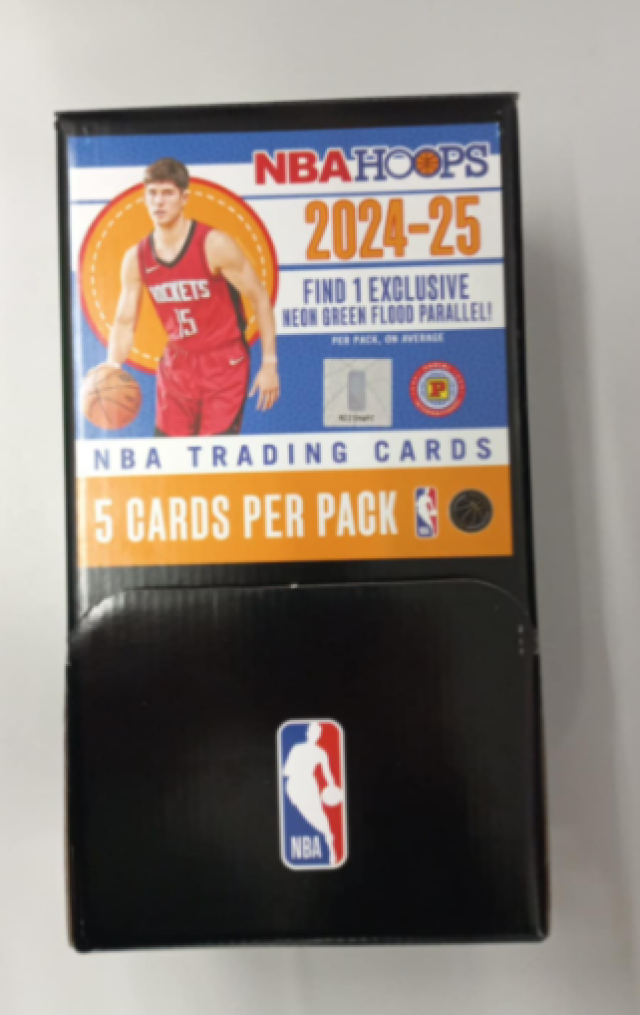 NBA HOOPS
2024-25
FIND 1 EXCLUSIVE
NEON GREEN FLOOD PARALLEL!
PER PACK, ON AVERAGE
ROCKETS
15
PANINI
P
NBA TRADING CARDS
5 CARDS PER PACK
NBA